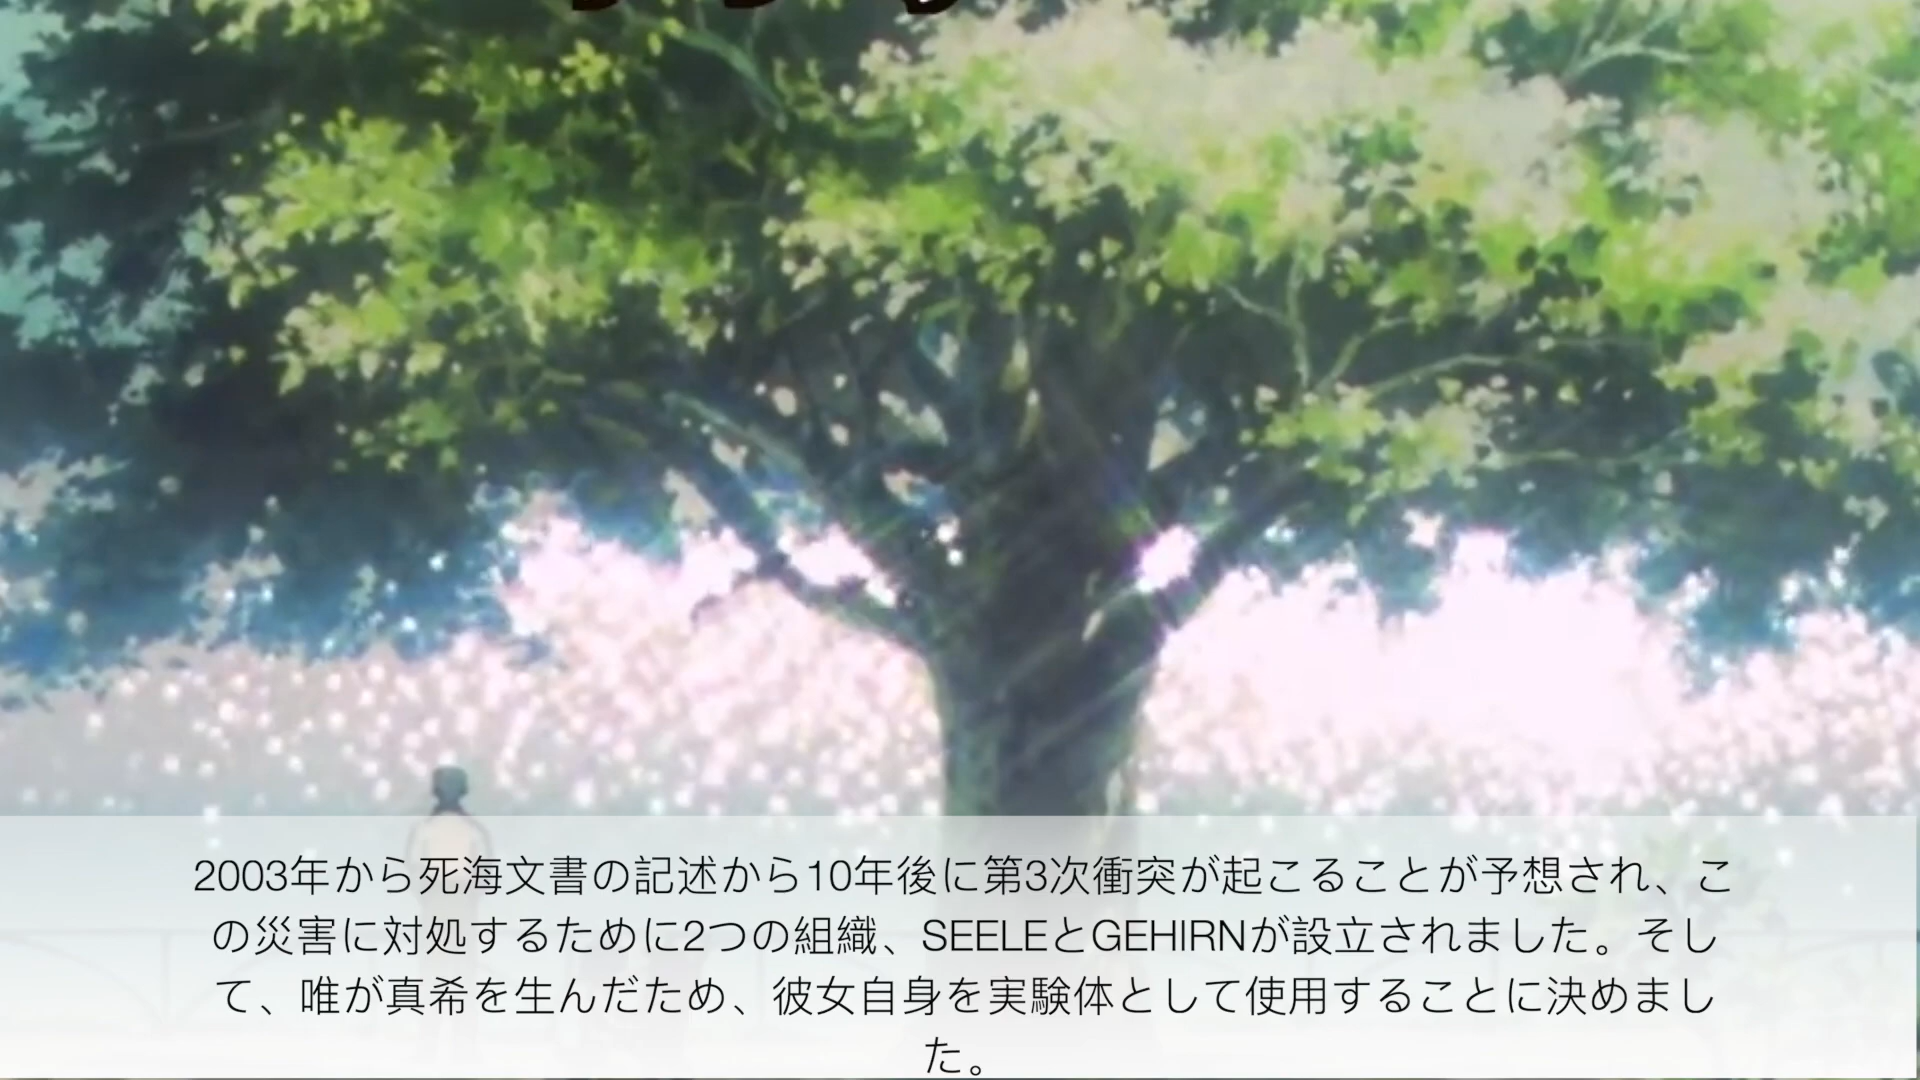 2003年から死海文書の記述から10年後に第3次衝突が起こることが予想され、こ
の災害に対処するために2つの組織、SEELEとGEHIRNが設立されました。そし
て、唯が真希を生んだため、彼女自身を実験体として使用することに決めまし
た。